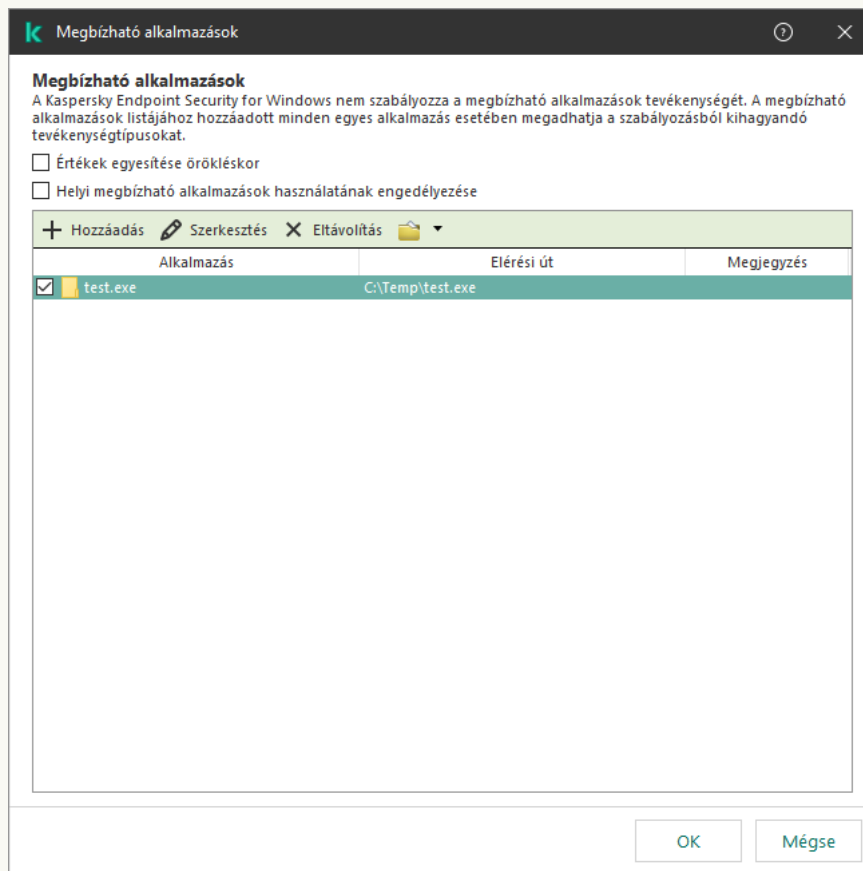 Megbízható alkalmazások
Megbízható alkalmazások
A Kaspersky Endpoint Security for Windows nem szabályozza a megbízható alkalmazások tevékenységét. A megbízható
alkalmazások listájához hozzáadott minden egyes alkalmazás esetében megadhatja a szabályozásból kihagyandó
tevékenységtípusokat.
Értékek egyesítése örökléskor
Helyi megbízható alkalmazások használatának engedélyezése
Hozzáadás Szerkesztés Eltávolítás
Alkalmazás Elérési út Megjegyzés
test.exe C:\Temp\test.exe
OK Mégse